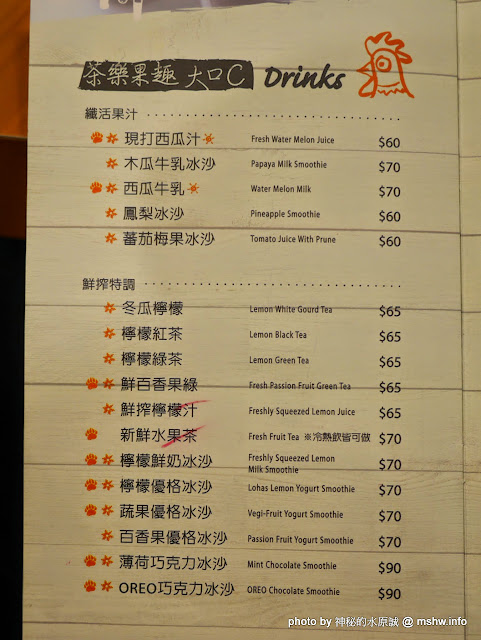 茶樂果趣 大口C Drinks
纖活果汁
現打西瓜汁 Fresh Water Melon Juice $60
木瓜牛乳冰沙 Papaya Milk Smoothie $70
西瓜牛乳 Water Melon Milk $70
鳳梨冰沙 Pineapple Smoothie $60
蕃茄梅果冰沙 Tomato Juice With Prune $60
鮮搾特調
冬瓜檸檬 Lemon White Gourd Tea $65
檸檬紅茶 Lemon Black Tea $65
檸檬綠茶 Lemon Green Tea $65
鮮百香果綠 Fresh Passion Fruit Green Tea $65
鮮搾檸檬汁 Freshly Squeezed Lemon Juice $65
新鮮水果茶 Fresh Fruit Tea ※冷熱飲皆可做 $70
檸檬鮮奶冰沙 Freshly Squeezed Lemon Milk Smoothie $70
檸檬優格冰沙 Lohas Lemon Yogurt Smoothie $70
蔬果優格冰沙 Vegi-Fruit Yogurt Smoothie $70
百香果優格冰沙 Passion Fruit Yogurt Smoothie $70
薄荷巧克力冰沙 Mint Chocolate Smoothie $90
OREO巧克力冰沙 OREO Chocolate Smoothie $90
photo by 神秘的水原誠 @ mshw.info